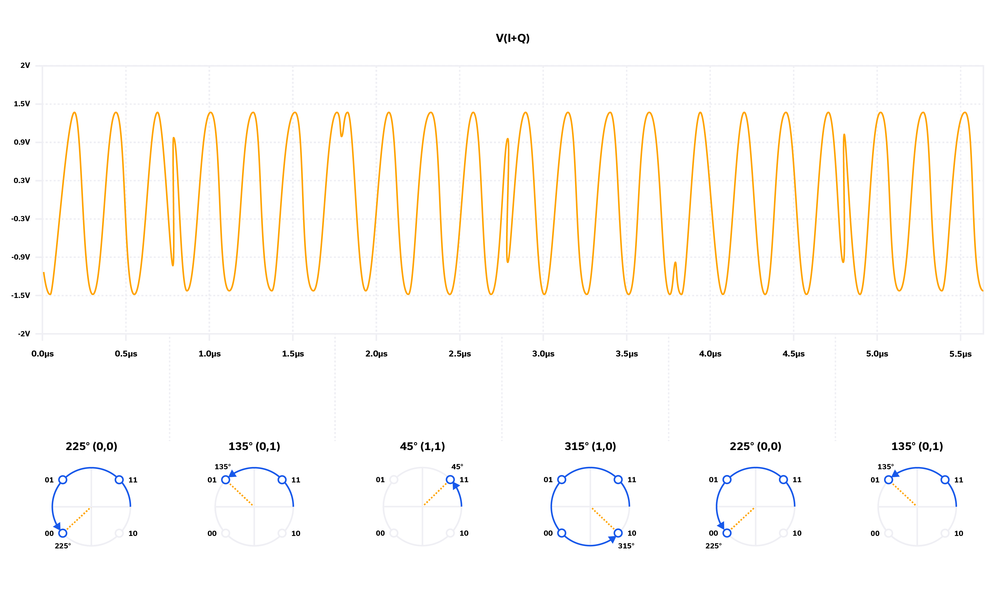 V(I+Q)
2V
1.5V
0.9V
0.3V
-0.3V
-0.9V
-1.5V
-2V
0.0µs 0.5µs 1.0µs 1.5µs 2.0µs 2.5µs 3.0µs 3.5µs 4.0µs 4.5µs 5.0µs 5.5µs
225° (0,0) 135° (0,1) 45° (1,1) 315° (1,0) 225° (0,0) 135° (0,1)
135° 45° 135°
01 11 01 11 01 11 01 11 01 11 01 11
00 10 00 10 00 10 00 10 00 10 00 10
225° 315° 225°